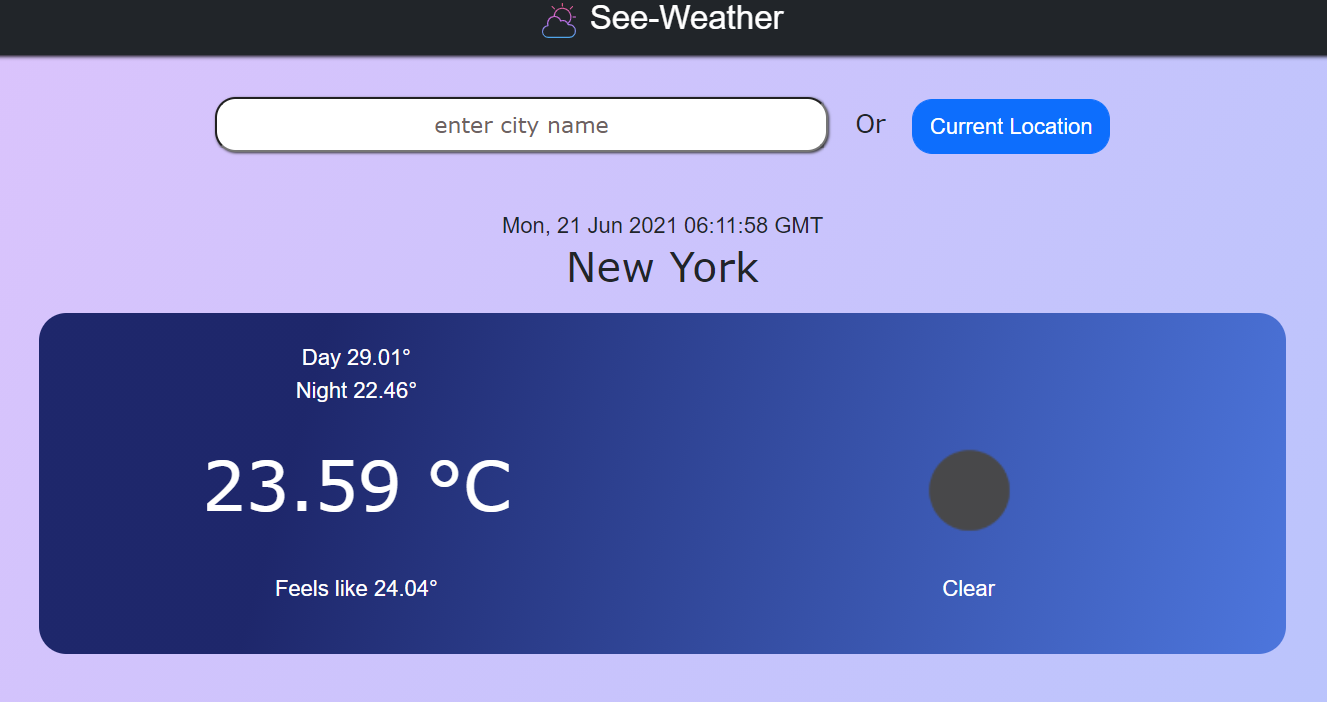 See-Weather
enter city name
Or
Current Location
Mon, 21 Jun 2021 06:11:58 GMT
New York
Day 29.01°
Night 22.46°
23.59 °C
Feels like 24.04°
Clear